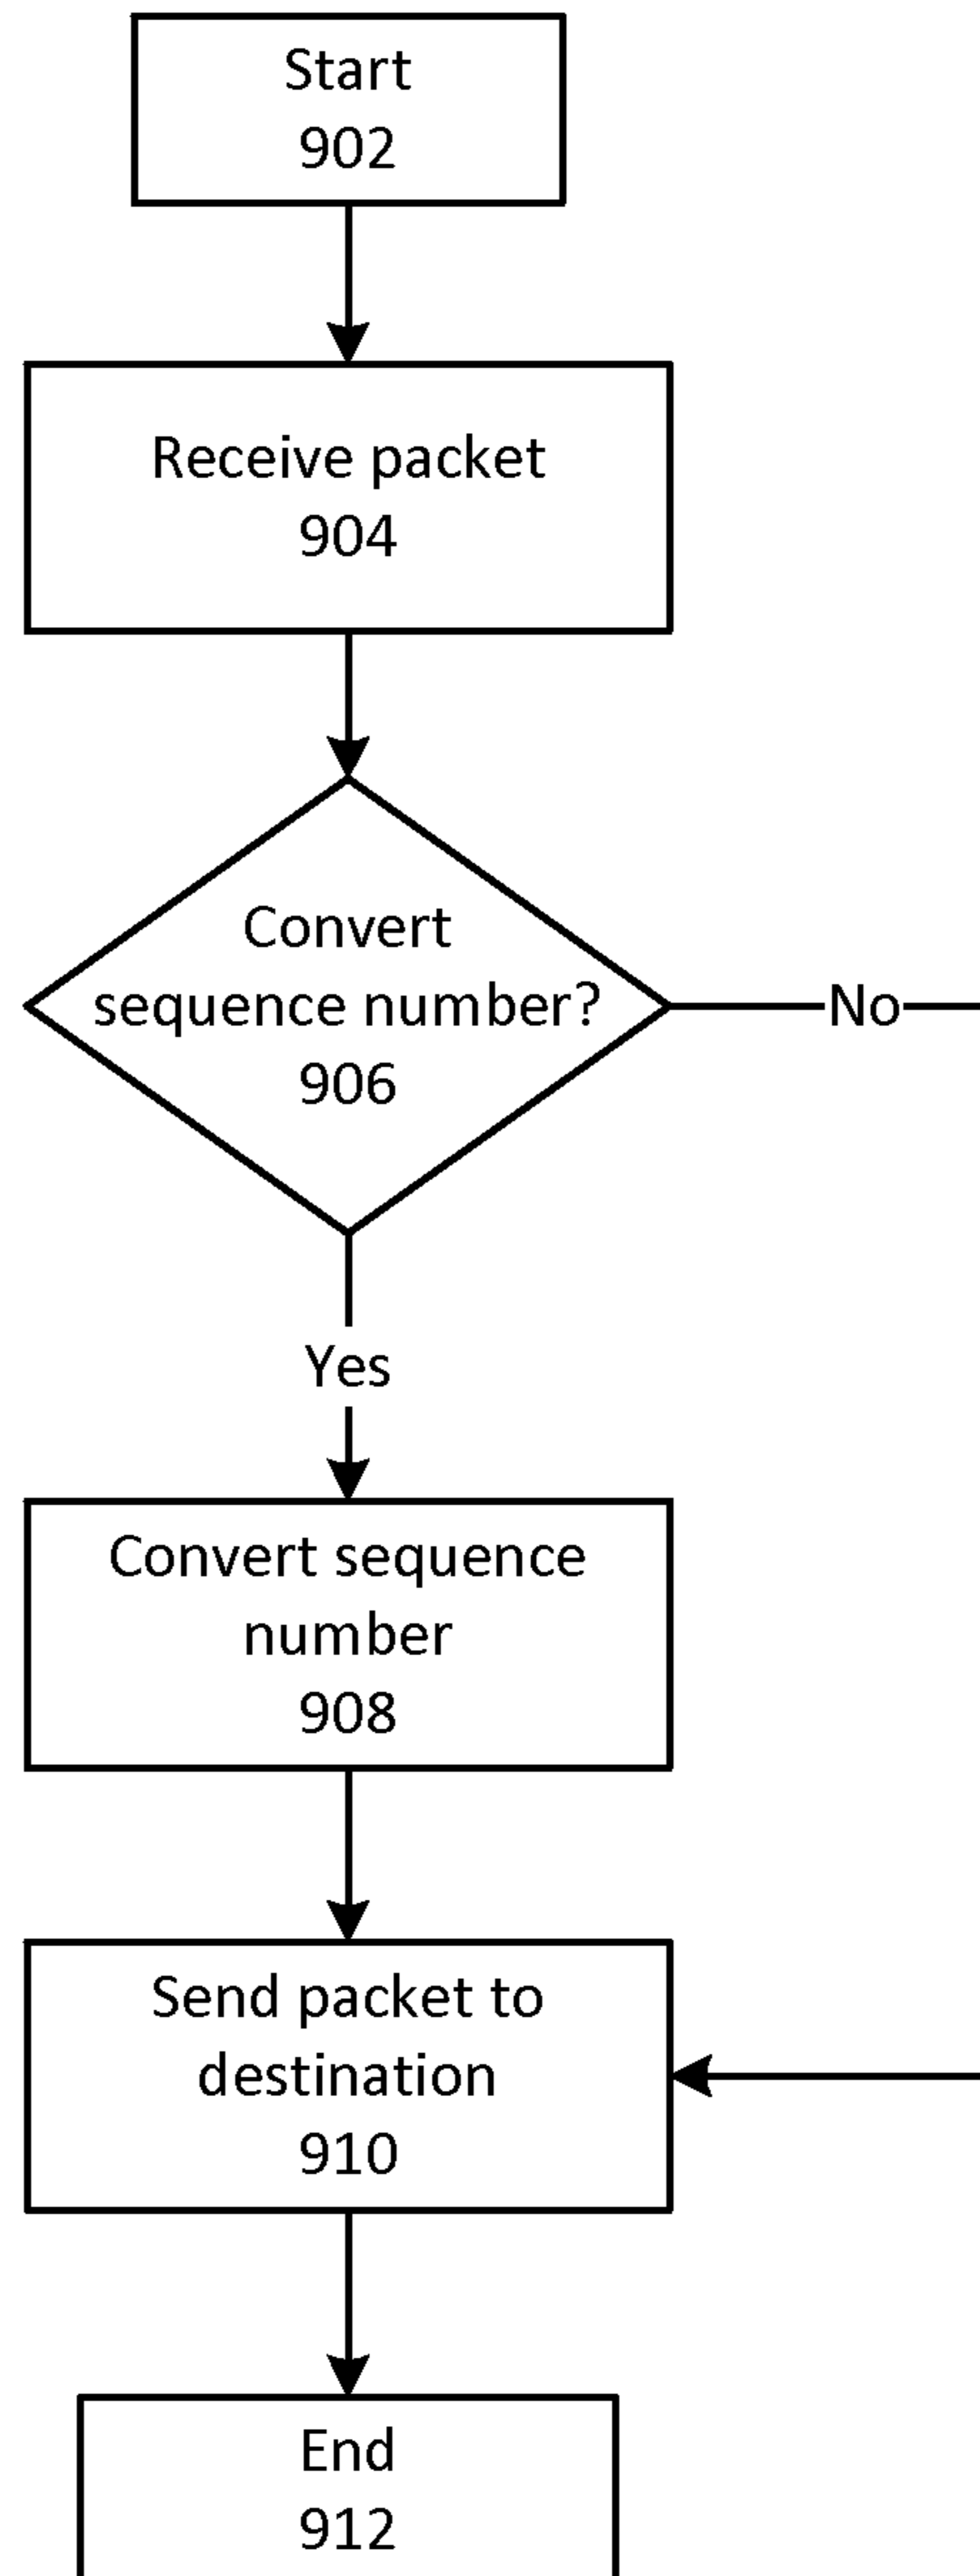 Start
902
Receive packet
904
Convert
sequence number?
906
No
Yes
Convert sequence
number
908
Send packet to
destination
910
End
912